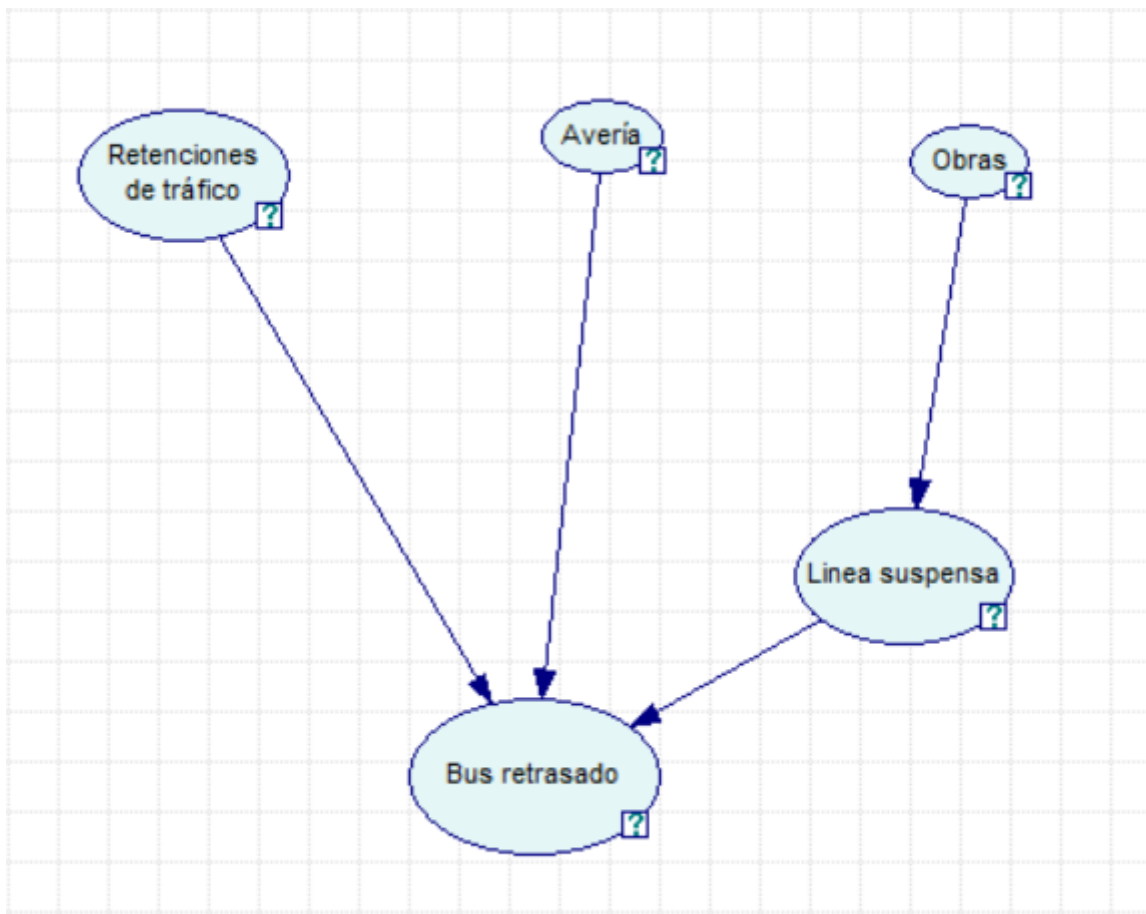 Retenciones
de tráfico
?
Avería
?
Obras
?
Linea suspensa
?
Bus retrasado
?